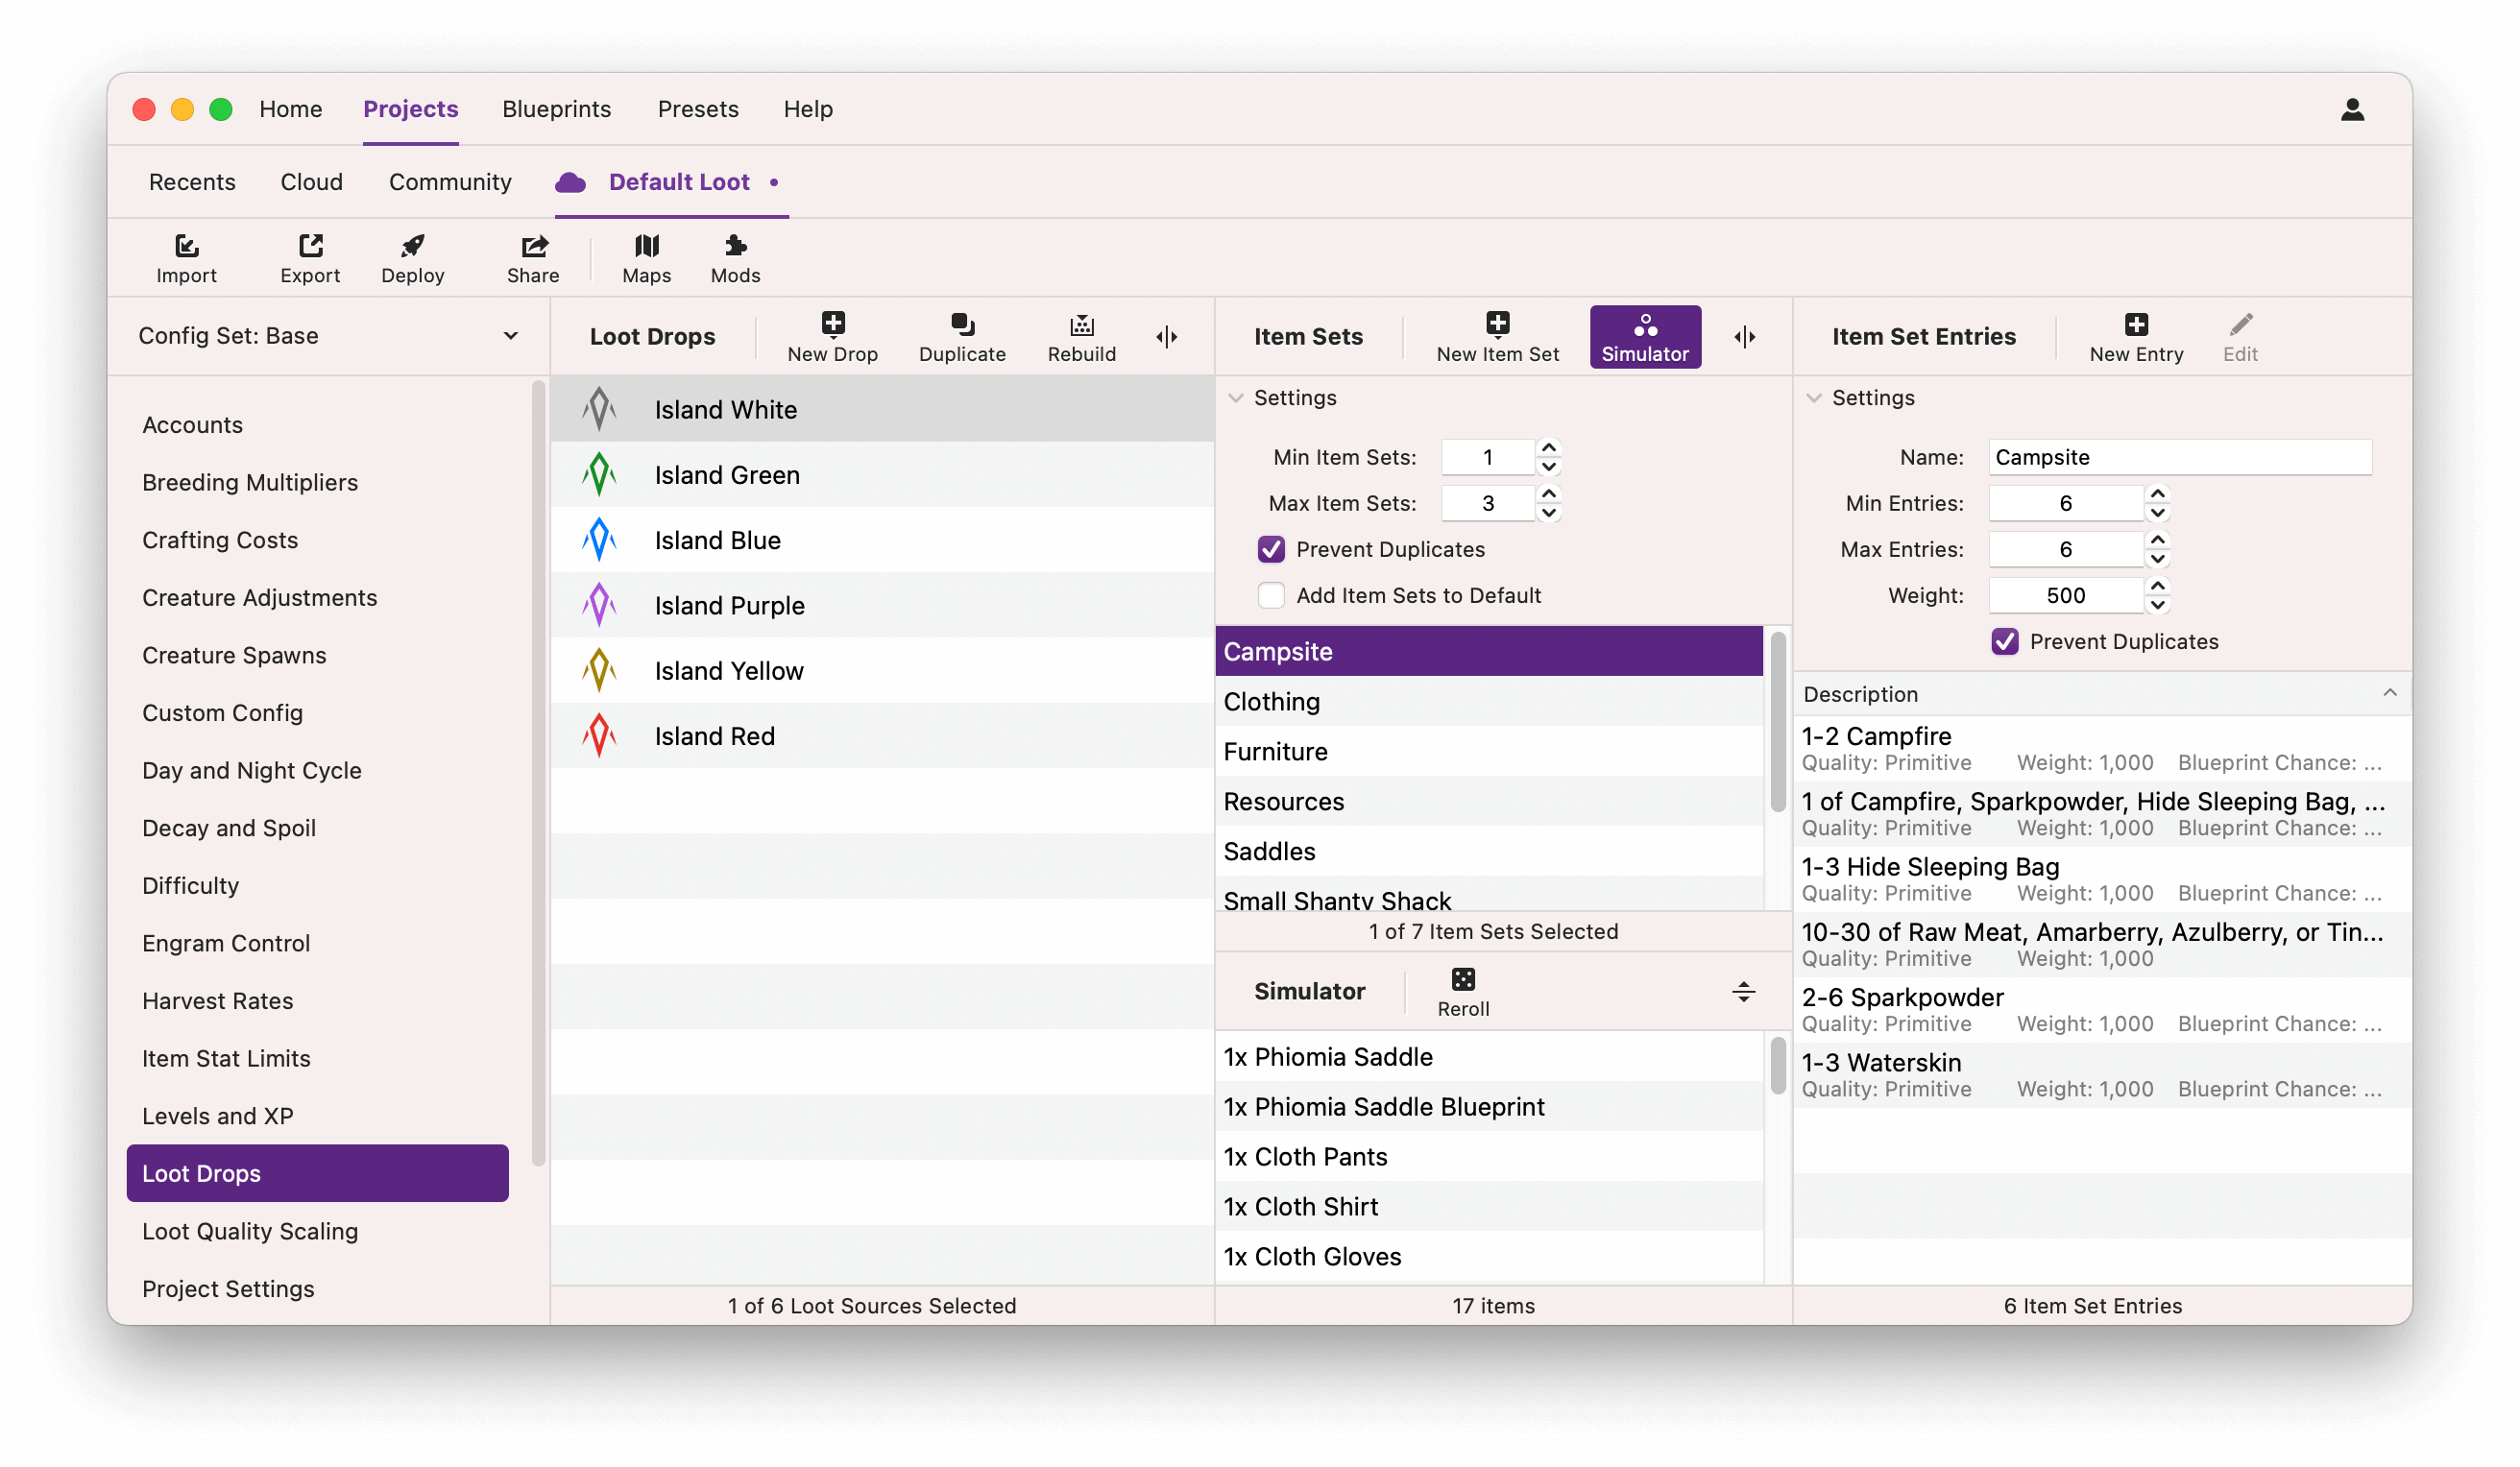 Home Projects Blueprints Presets Help
Recents Cloud Community Default Loot •
Import Export Deploy Share Maps Mods
Config Set: Base
Accounts
Breeding Multipliers
Crafting Costs
Creature Adjustments
Creature Spawns
Custom Config
Day and Night Cycle
Decay and Spoil
Difficulty
Engram Control
Harvest Rates
Item Stat Limits
Levels and XP
Loot Drops
Loot Quality Scaling
Project Settings
Loot Drops New Drop Duplicate Rebuild
Island White
Island Green
Island Blue
Island Purple
Island Yellow
Island Red
1 of 6 Loot Sources Selected
Item Sets New Item Set Simulator
Settings
Min Item Sets: 1
Max Item Sets: 3
Prevent Duplicates
Add Item Sets to Default
Campsite
Clothing
Furniture
Resources
Saddles
Small Shanty Shack
1 of 7 Item Sets Selected
Simulator Reroll
1x Phiomia Saddle
1x Phiomia Saddle Blueprint
1x Cloth Pants
1x Cloth Shirt
1x Cloth Gloves
17 items
Item Set Entries New Entry Edit
Settings
Name: Campsite
Min Entries: 6
Max Entries: 6
Weight: 500
Prevent Duplicates
Description
1-2 Campfire
Quality: Primitive Weight: 1,000 Blueprint Chance: ...
1 of Campfire, Sparkpowder, Hide Sleeping Bag, ...
Quality: Primitive Weight: 1,000 Blueprint Chance: ...
1-3 Hide Sleeping Bag
Quality: Primitive Weight: 1,000 Blueprint Chance: ...
10-30 of Raw Meat, Amarberry, Azulberry, or Tin...
Quality: Primitive Weight: 1,000
2-6 Sparkpowder
Quality: Primitive Weight: 1,000 Blueprint Chance: ...
1-3 Waterskin
Quality: Primitive Weight: 1,000 Blueprint Chance: ...
6 Item Set Entries